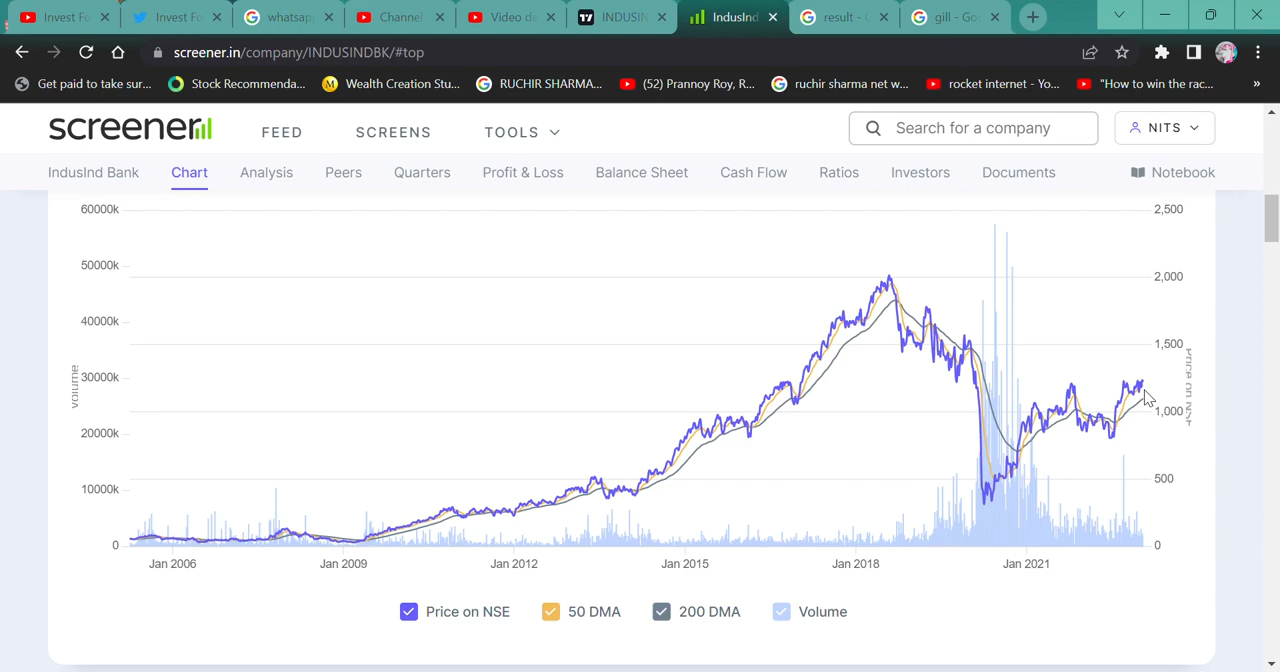 Invest Fo
Invest Fo
whatsap
Channel
Video de
INDUSIN
IndusInd
result - G
gill - Goo
screener.in/company/INDUSINDBK/#top
Get paid to take sur...
Stock Recommenda...
Wealth Creation Stu...
RUCHIR SHARMA...
(52) Prannoy Roy, R...
ruchir sharma net w...
rocket internet - Yo...
"How to win the rac...
»
screener
FEED
SCREENS
TOOLS
Search for a company
NITS
IndusInd Bank
Chart
Analysis
Peers
Quarters
Profit & Loss
Balance Sheet
Cash Flow
Ratios
Investors
Documents
Notebook
60000k
50000k
40000k
30000k
20000k
10000k
0
Volume
2,500
2,000
1,500
1,000
500
0
Price on NSE
Jan 2006
Jan 2009
Jan 2012
Jan 2015
Jan 2018
Jan 2021
Price on NSE
50 DMA
200 DMA
Volume